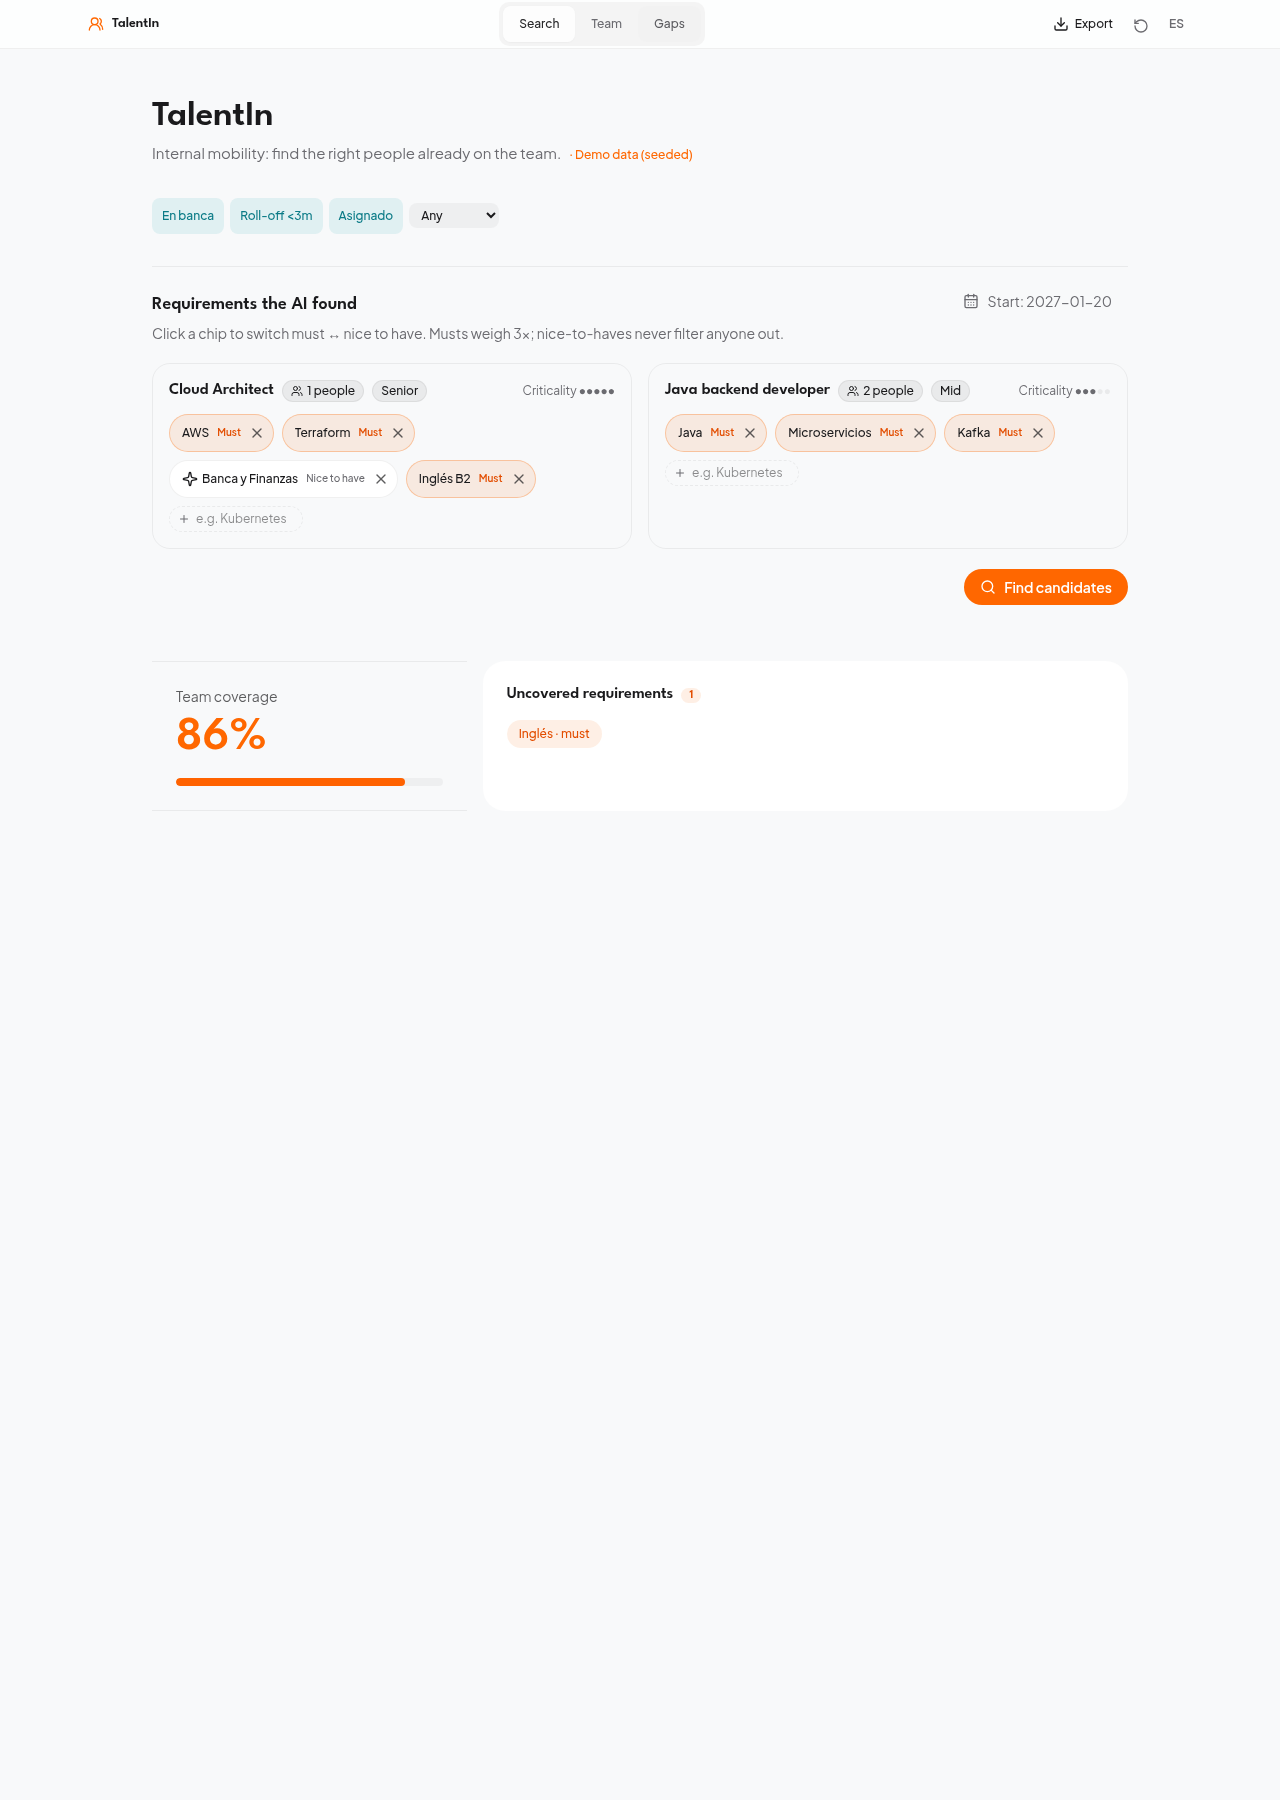 TalentIn
Search
Team
Gaps
Export
ES
TalentIn
Internal mobility: find the right people already on the team. · Demo data (seeded)
En banca
Roll-off <3m
Asignado
Any
Requirements the AI found
Start: 2027-01-20
Click a chip to switch must ↔ nice to have. Musts weigh 3×; nice-to-haves never filter anyone out.
Cloud Architect
1 people
Senior
Criticality ●●●●●
AWS Must
Terraform Must
Banca y Finanzas Nice to have
Inglés B2 Must
+ e.g. Kubernetes
Java backend developer
2 people
Mid
Criticality ●●●●●
Java Must
Microservicios Must
Kafka Must
+ e.g. Kubernetes
Find candidates
Team coverage
86%
Uncovered requirements 1
Inglés · must